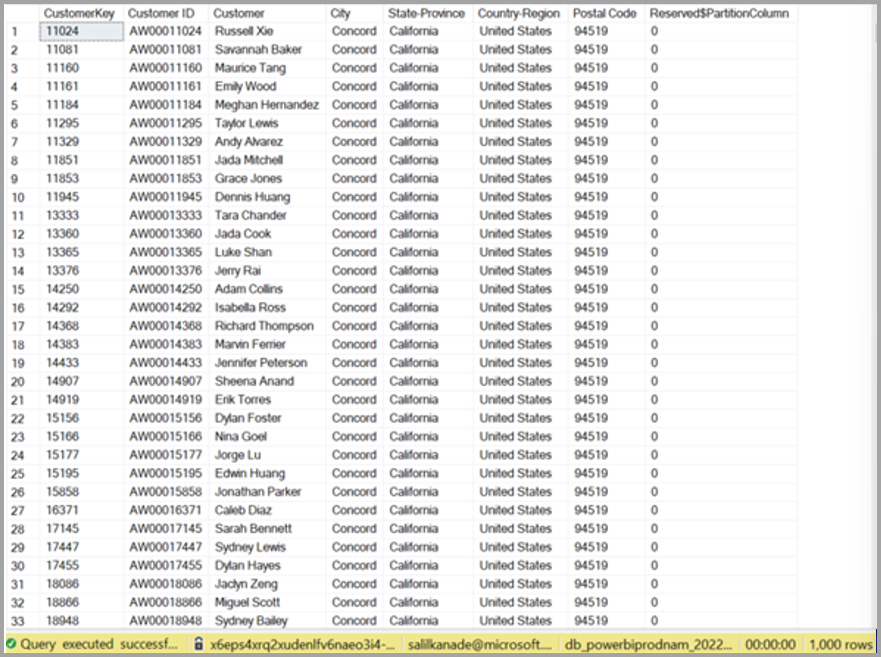 CustomerKey Customer ID Customer City State-Province Country-Region Postal Code Reserved$PartitionColumn
1 11024 AW00011024 Russell Xie Concord California United States 94519 0
2 11081 AW00011081 Savannah Baker Concord California United States 94519 0
3 11160 AW00011160 Maurice Tang Concord California United States 94519 0
4 11161 AW00011161 Emily Wood Concord California United States 94519 0
5 11184 AW00011184 Meghan Hernandez Concord California United States 94519 0
6 11295 AW00011295 Taylor Lewis Concord California United States 94519 0
7 11329 AW00011329 Andy Alvarez Concord California United States 94519 0
8 11851 AW00011851 Jada Mitchell Concord California United States 94519 0
9 11853 AW00011853 Grace Jones Concord California United States 94519 0
10 11945 AW00011945 Dennis Huang Concord California United States 94519 0
11 13333 AW00013333 Tara Chander Concord California United States 94519 0
12 13360 AW00013360 Jada Cook Concord California United States 94519 0
13 13365 AW00013365 Luke Shan Concord California United States 94519 0
14 13376 AW00013376 Jerry Rai Concord California United States 94519 0
15 14250 AW00014250 Adam Collins Concord California United States 94519 0
16 14292 AW00014292 Isabella Ross Concord California United States 94519 0
17 14368 AW00014368 Richard Thompson Concord California United States 94519 0
18 14383 AW00014383 Marvin Ferrier Concord California United States 94519 0
19 14433 AW00014433 Jennifer Peterson Concord California United States 94519 0
20 14907 AW00014907 Sheena Anand Concord California United States 94519 0
21 14919 AW00014919 Erik Torres Concord California United States 94519 0
22 15156 AW00015156 Dylan Foster Concord California United States 94519 0
23 15166 AW00015166 Nina Goel Concord California United States 94519 0
24 15177 AW00015177 Jorge Lu Concord California United States 94519 0
25 15195 AW00015195 Edwin Huang Concord California United States 94519 0
26 15858 AW00015858 Jonathan Parker Concord California United States 94519 0
27 16371 AW00016371 Caleb Diaz Concord California United States 94519 0
28 17145 AW00017145 Sarah Bennett Concord California United States 94519 0
29 17447 AW00017447 Sydney Lewis Concord California United States 94519 0
30 17455 AW00017455 Dylan Hayes Concord California United States 94519 0
31 18086 AW00018086 Jaclyn Zeng Concord California United States 94519 0
32 18866 AW00018866 Miguel Scott Concord California United States 94519 0
33 18948 AW00018948 Sydney Bailey Concord California United States 94519 0
Query executed successf... x6eps4xrq2xudenlfv6naeo3i4-... salilkanade@microsoft.... db_powerbiprodnam_2022... 00:00:00 1,000 rows